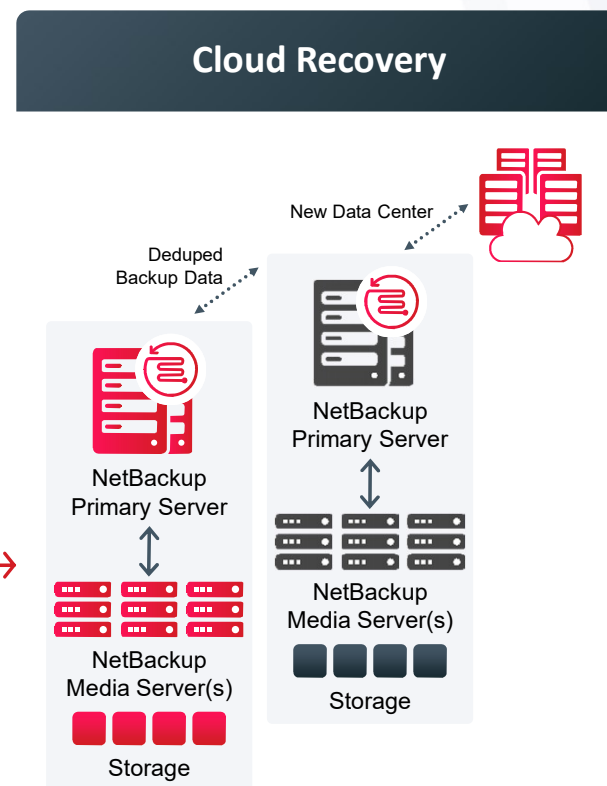 Cloud Recovery
New Data Center
Deduped
Backup Data
NetBackup
Primary Server
NetBackup
Media Server(s)
Storage
NetBackup
Primary Server
NetBackup
Media Server(s)
Storage